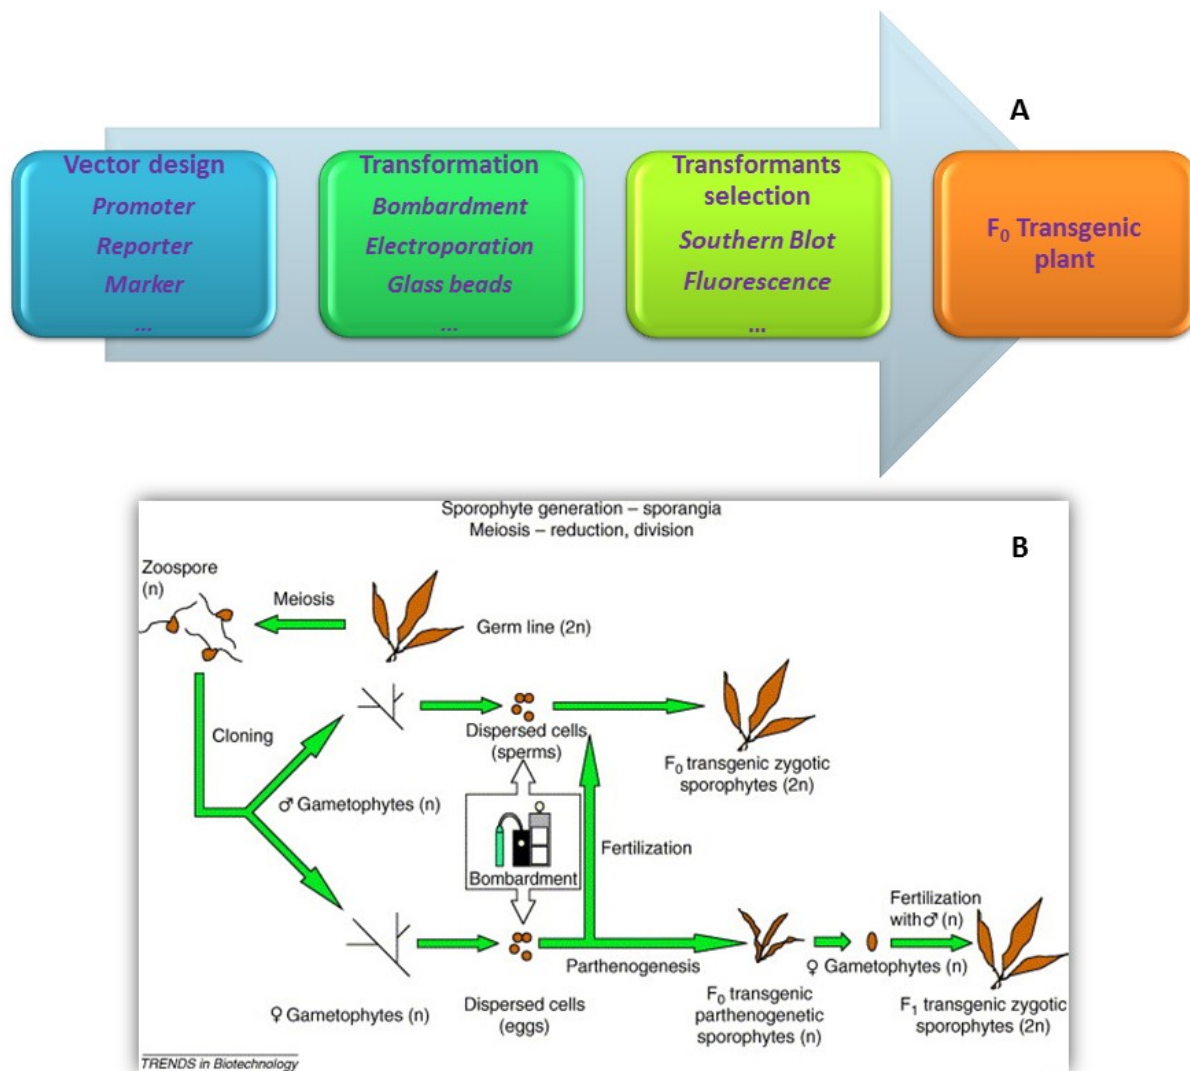 A
Vector design
Promoter
Reporter
Marker
...
Transformation
Bombardment
Electroporation
Glass beads
...
Transformants
selection
Southern Blot
Fluorescence
...
F₀ Transgenic
plant
Sporophyte generation – sporangia
Meiosis – reduction, division
B
Zoospore
(n)
Meiosis
Germ line (2n)
Cloning
Dispersed cells
(sperms)
F₀ transgenic zygotic
sporophytes (2n)
♂ Gametophytes (n)
Bombardment
Fertilization
Fertilization
with ♂ (n)
Parthenogenesis
♀ Gametophytes (n)
♀ Gametophytes (n)
Dispersed cells
(eggs)
F₀ transgenic
parthenogenetic
sporophytes (n)
F₁ transgenic zygotic
sporophytes (2n)
TRENDS in Biotechnology